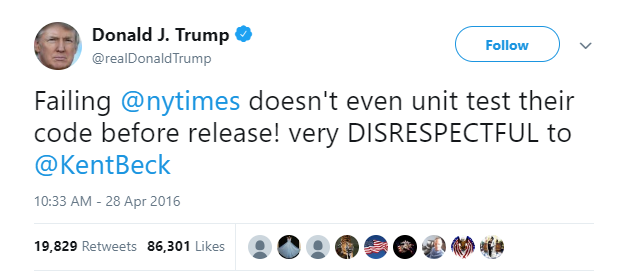 Donald J. Trump
@realDonaldTrump
Follow
Failing @nytimes doesn't even unit test their
code before release! very DISRESPECTFUL to
@KentBeck
10:33 AM - 28 Apr 2016
19,829 Retweets 86,301 Likes